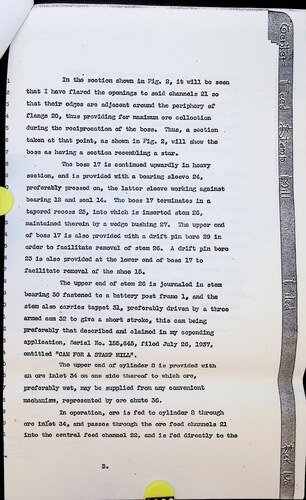 In the section shown in Fig. 2, it will be seen
that I have flared the openings to said channels 21 so
that their edges are adjacent around the periphery of
flange 20, thus providing for maximum ore collection
during the reciprocation of the boss. Thus, a section
taken at that point, as shown in Fig. 2, will show the
boss as having a section resembling a star.
The boss 17 is continued upwardly in heavy
section, and is provided with a bearing sleeve 24,
preferably pressed on, the latter sleeve working against
bearing 12 and seal 14. The boss 17 terminates in a
tapored recess 25, into which is inserted stem 26,
maintained therein by a wedge bushing 27. The upper end
of boss 17 is also provided with a drift pin bore 29 in
order to facilitate removal of stem 26. A drift pin bore
23 is also provided at the lower end of boss 17 to
facilitate removal of the shoe 15.
The upper end of stem 26 is journaled in stem
bearing 30 fastened to a battery post frame 1, and the
stem also carries tappet 31, preferably driven by a three
armed cam 32 to give a short stroke, this cam being
preferably that described and claimed in my copending
application, Serial No. 155,645, filed July 26, 1937,
entitled "CAM FOR A STAMP MILL".
The upper end of cylinder 8 is provided with
an ore inlet 34 on one side thereof to which ore,
preferably wet, may be supplied from any convenient
mechanism, represented by ore chute 36.
In operation, ore is fed to cylinder 8 through
ore inlet 34, and passes through the ore feed channels 21
into the central feed channel 22, and is fed directly to the
3.
Stamp Mill